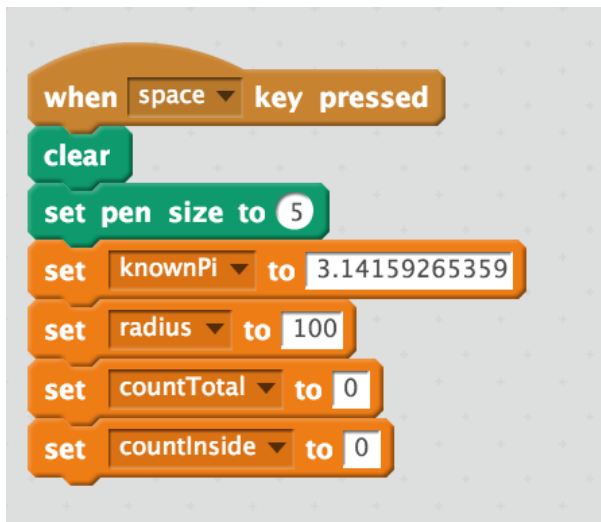 when space key pressed
clear
set pen size to 5
set knownPi to 3.14159265359
set radius to 100
set countTotal to 0
set countInside to 0